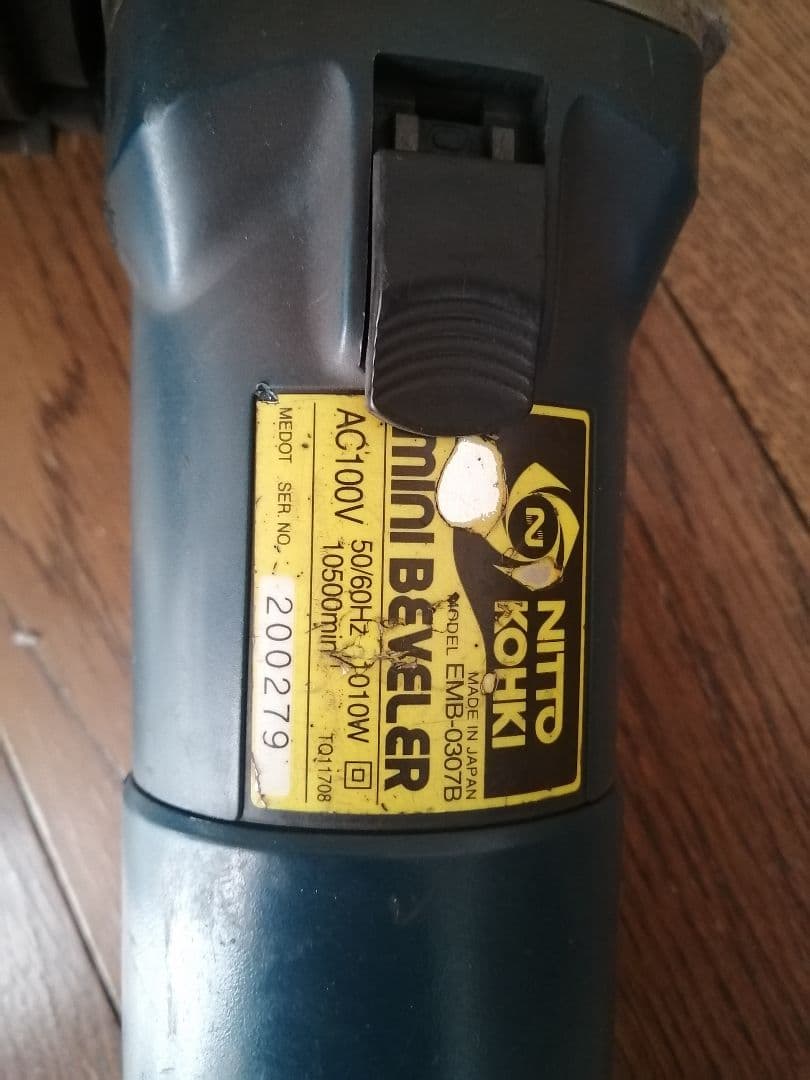 NITTO
KOHKI
MADE IN JAPAN
MODEL EMB-0307B
mini BEVELER
AC100V 50/60Hz 1010W
10500min
TQ11708
MEDOT SER. NO. 200279